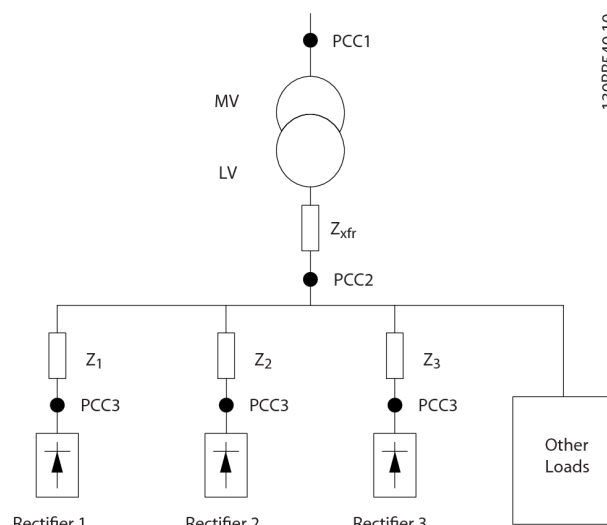 PCC1
MV
LV
Zxfr
PCC2
Z1
Z2
Z3
PCC3
PCC3
PCC3
Other
Loads
Rectifier 1
Rectifier 2
Rectifier 3